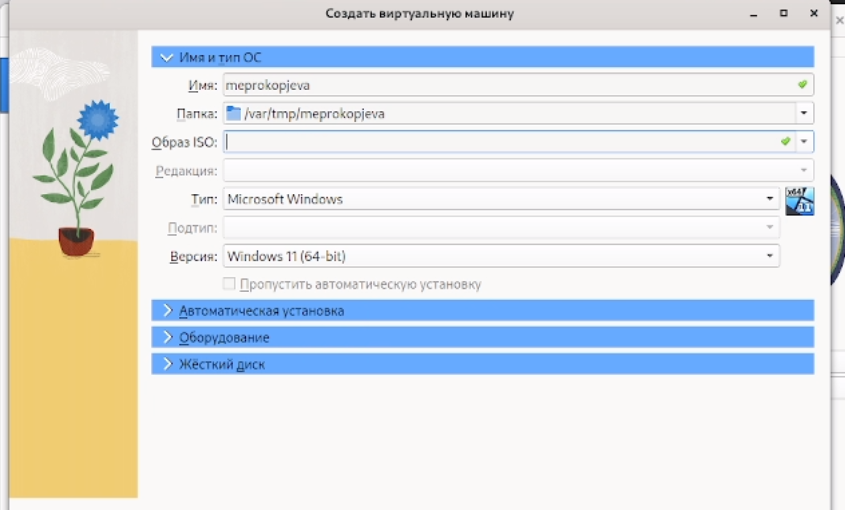 Создать виртуальную машину
Имя и тип ОС
Имя: meprokopjeva
Папка: /var/tmp/meprokopjeva
Образ ISO:
Редакция:
Тип: Microsoft Windows
x64
11
Подтип:
Версия: Windows 11 (64-bit)
Пропустить автоматическую установку
Автоматическая установка
Оборудование
Жёсткий диск